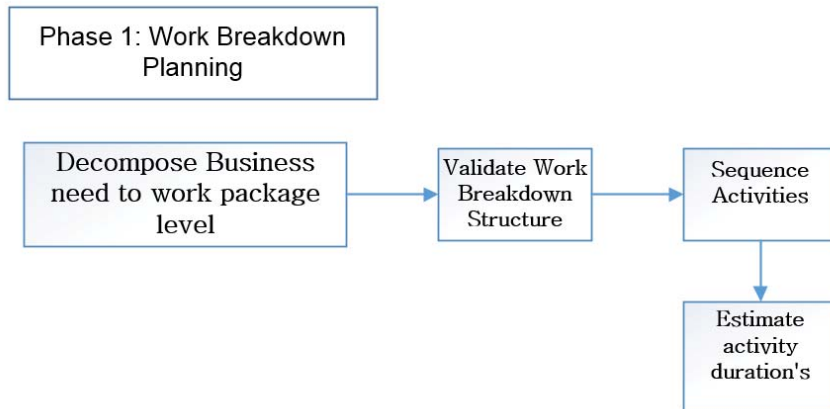 Phase 1: Work Breakdown
Planning
Decompose Business
need to work package
level
Validate Work
Breakdown
Structure
Sequence
Activities
Estimate
activity
duration's